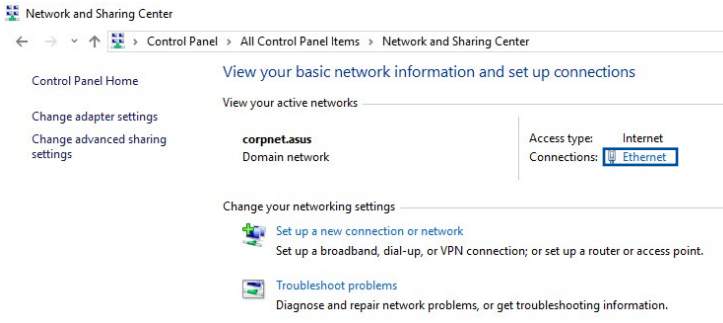 Network and Sharing Center
Control Panel > All Control Panel Items > Network and Sharing Center
Control Panel Home
Change adapter settings
Change advanced sharing
settings
View your basic network information and set up connections
View your active networks
corpnet.asus
Domain network
Access type: Internet
Connections: Ethernet
Change your networking settings
Set up a new connection or network
Set up a broadband, dial-up, or VPN connection; or set up a router or access point.
Troubleshoot problems
Diagnose and repair network problems, or get troubleshooting information.